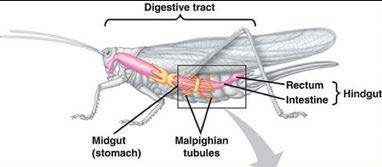 Digestive tract
Rectum
Intestine
Hindgut
Midgut
(stomach)
Malpighian
tubules